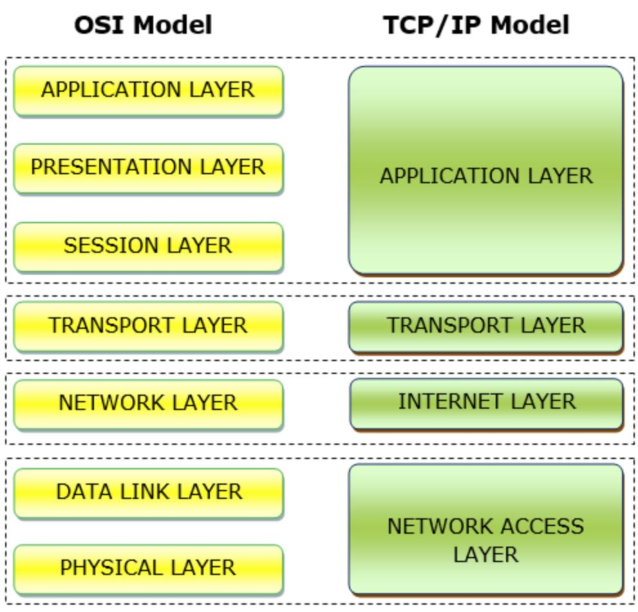 OSI Model
TCP/IP Model
APPLICATION LAYER
PRESENTATION LAYER
SESSION LAYER
APPLICATION LAYER
TRANSPORT LAYER
TRANSPORT LAYER
NETWORK LAYER
INTERNET LAYER
DATA LINK LAYER
PHYSICAL LAYER
NETWORK ACCESS
LAYER